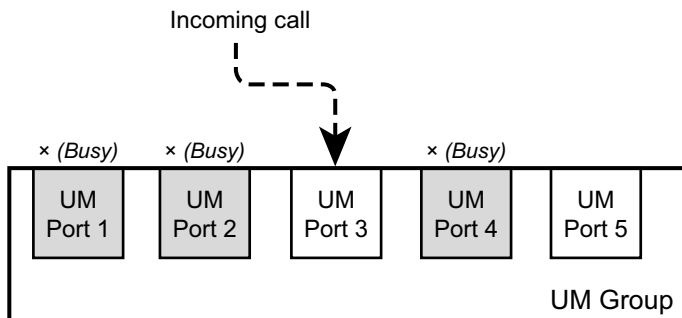 Incoming call
× (Busy)
× (Busy)
× (Busy)
UM
Port 1
UM
Port 2
UM
Port 3
UM
Port 4
UM
Port 5
UM Group